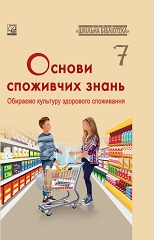 «ШКІЛЬНА БІБЛІОТЕКА»
7
Основи
споживчих знань
Обираємо культуру здорового споживання